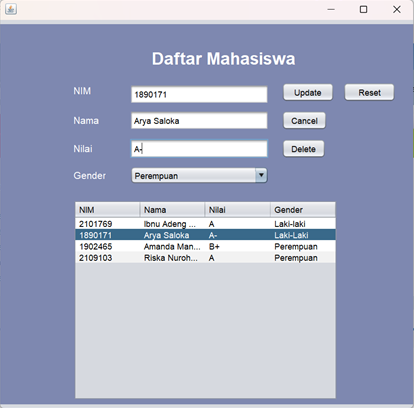 Daftar Mahasiswa
NIM 1890171 Update Reset
Nama Arya Saloka Cancel
Nilai A- Delete
Gender Perempuan
NIM Nama Nilai Gender
2101769 Ibnu Adeng ... A Laki-laki
1890171 Arya Saloka A- Laki-Laki
1902465 Amanda Man... B+ Perempuan
2109103 Riska Nuroh... A Perempuan